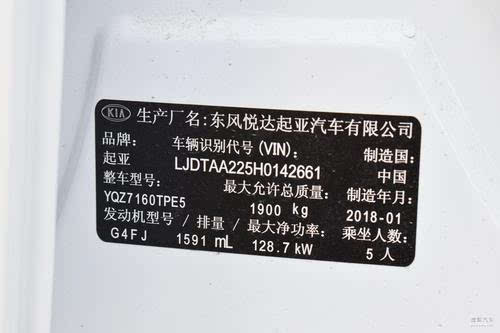 KIA 生产厂名:东风悦达起亚汽车有限公司
品牌: 车辆识别代号(VIN): 制造国:
起亚 LJDTAA225H0142661 中国
整车型号: 最大允许总质量: 制造年月:
YQZ7160TPE5 1900 kg 2018-01
发动机型号/排量/最大净功率: 乘坐人数:
G4FJ 1591 mL 128.7 kW 5 人